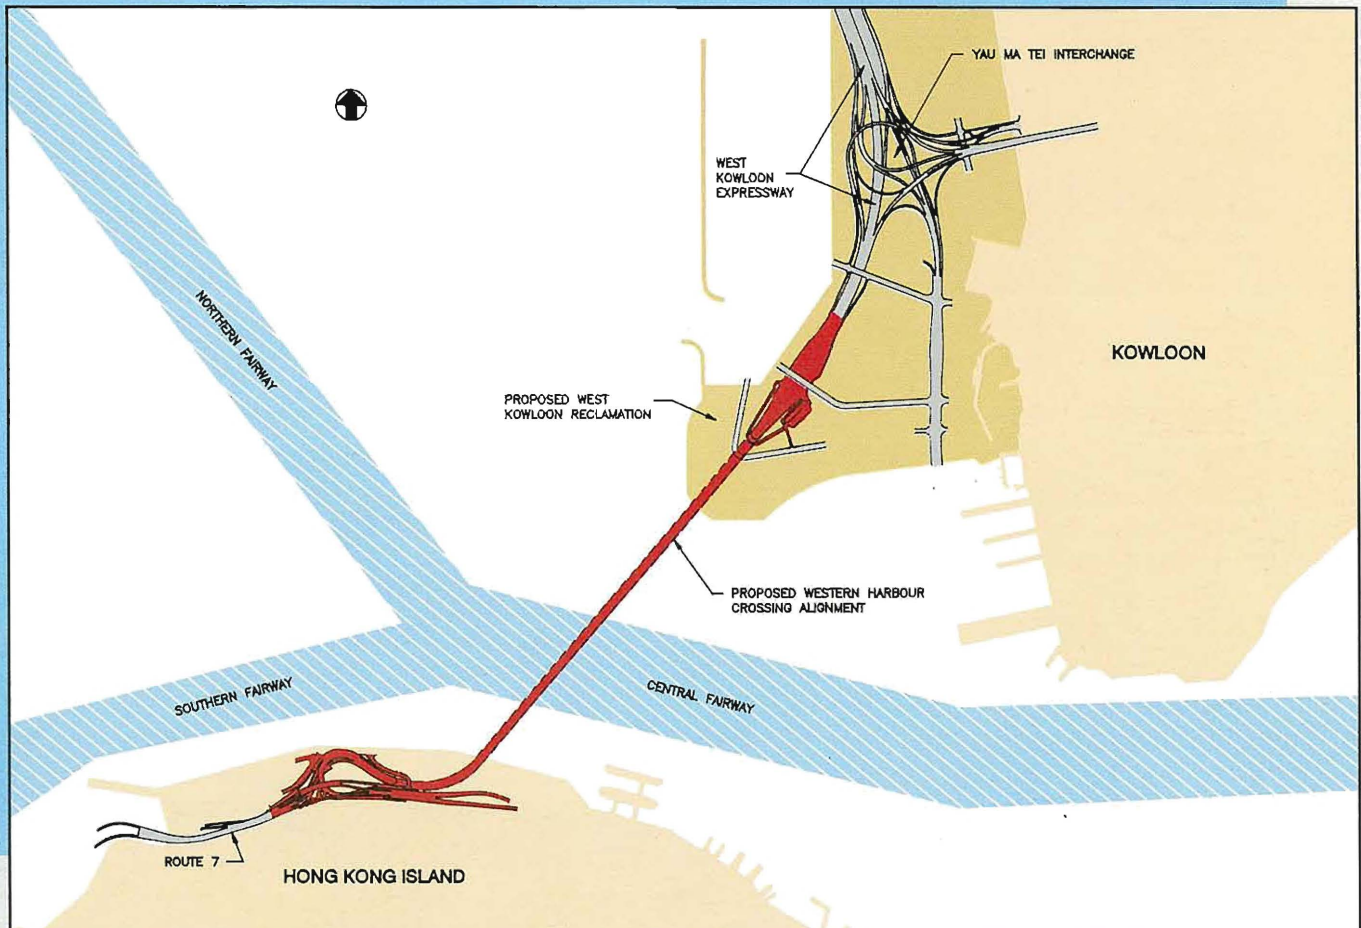 YAU MA TEI INTERCHANGE
WEST
KOWLOON
EXPRESSWAY
NORTHERN FAIRWAY
KOWLOON
PROPOSED WEST
KOWLOON RECLAMATION
PROPOSED WESTERN HARBOUR
CROSSING ALIGNMENT
SOUTHERN FAIRWAY
CENTRAL FAIRWAY
ROUTE 7
HONG KONG ISLAND